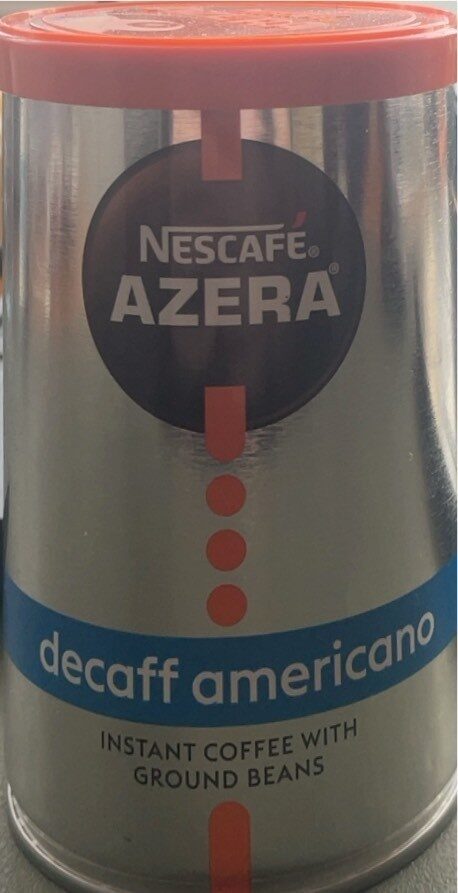 NESCAFÉ®
AZERA®
decaff americano
INSTANT COFFEE WITH
GROUND BEANS